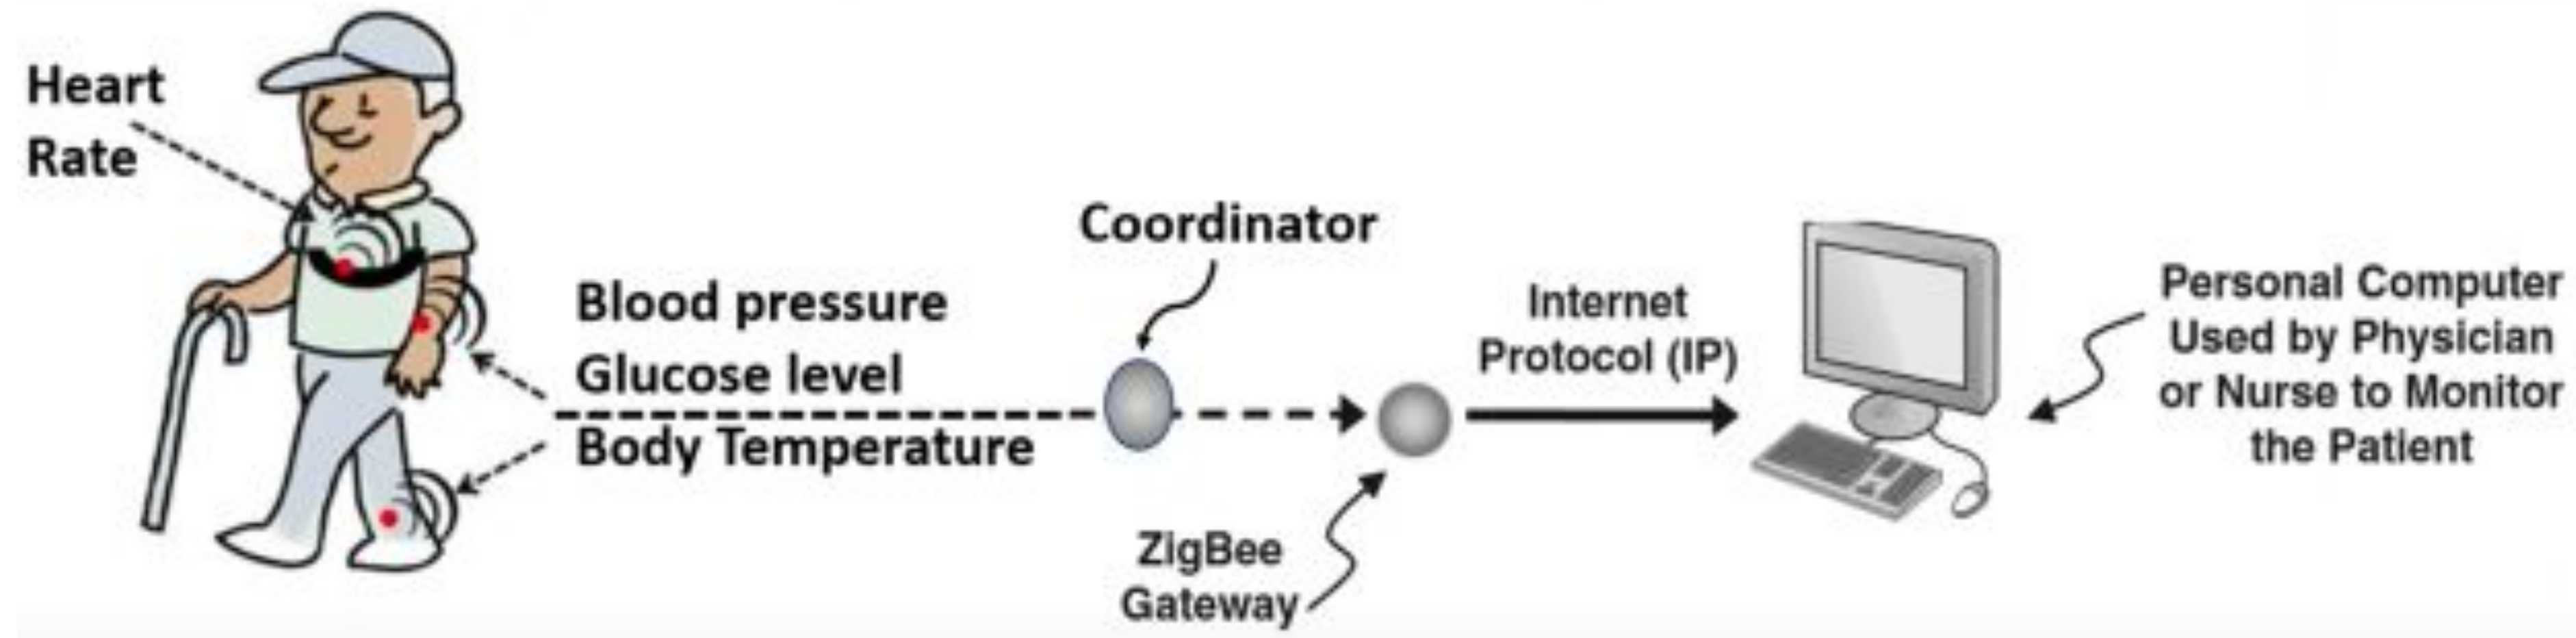 Heart
Rate
Blood pressure
Glucose level
Body Temperature
Coordinator
ZigBee
Gateway
Internet
Protocol (IP)
Personal Computer
Used by Physician
or Nurse to Monitor
the Patient